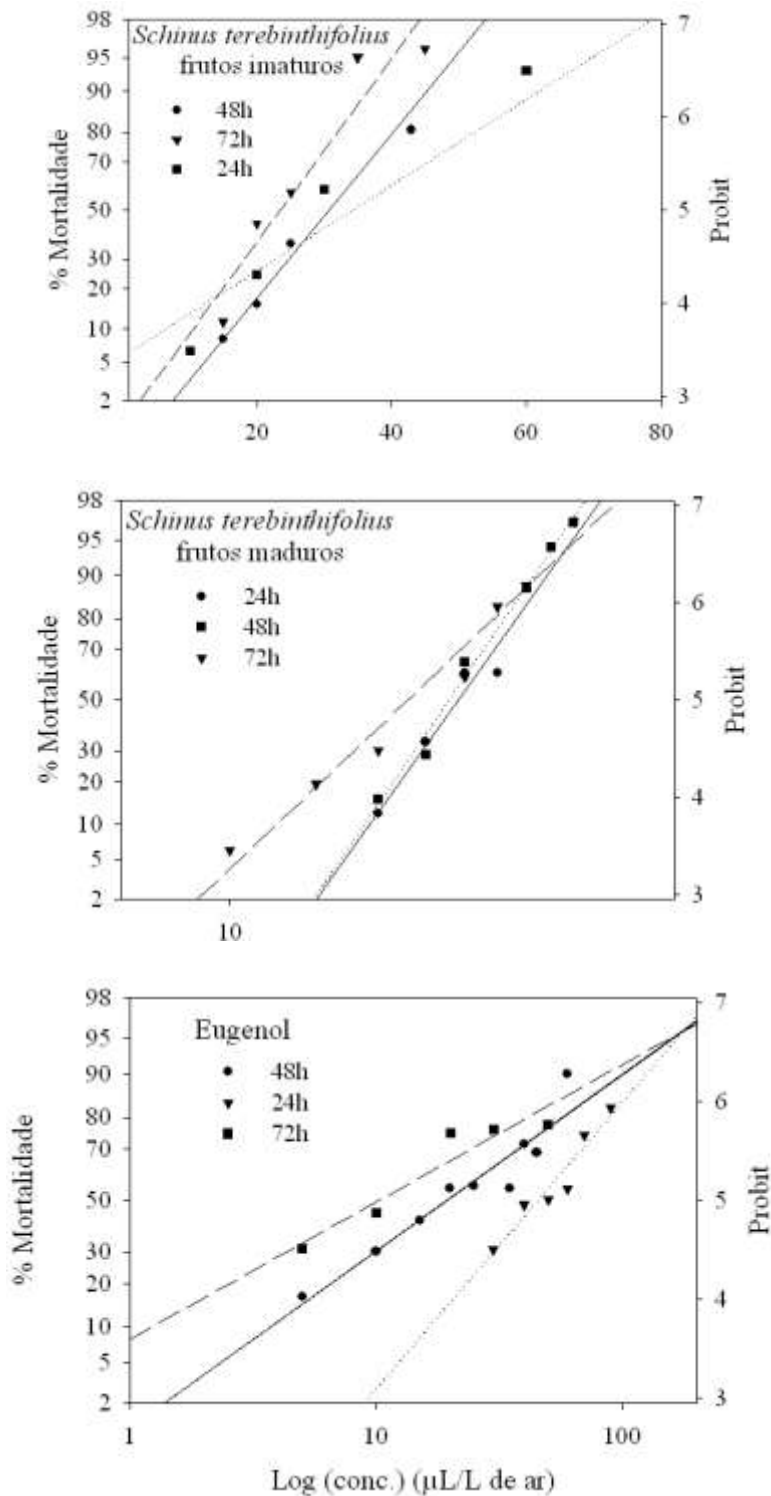 Schinus terebinthifolius
frutos imaturos
48h
72h
24h
% Mortalidade
98
95
90
80
70
50
30
20
10
5
2
Probit
7
6
5
4
3
20 40 60 80
Schinus terebinthifolius
frutos maduros
24h
48h
72h
% Mortalidade
98
95
90
80
70
50
30
20
10
5
2
Probit
7
6
5
4
3
10
Eugenol
48h
24h
72h
% Mortalidade
98
95
90
80
70
50
30
20
10
5
2
Probit
7
6
5
4
3
1 10 100
Log (conc.) (µL/L de ar)